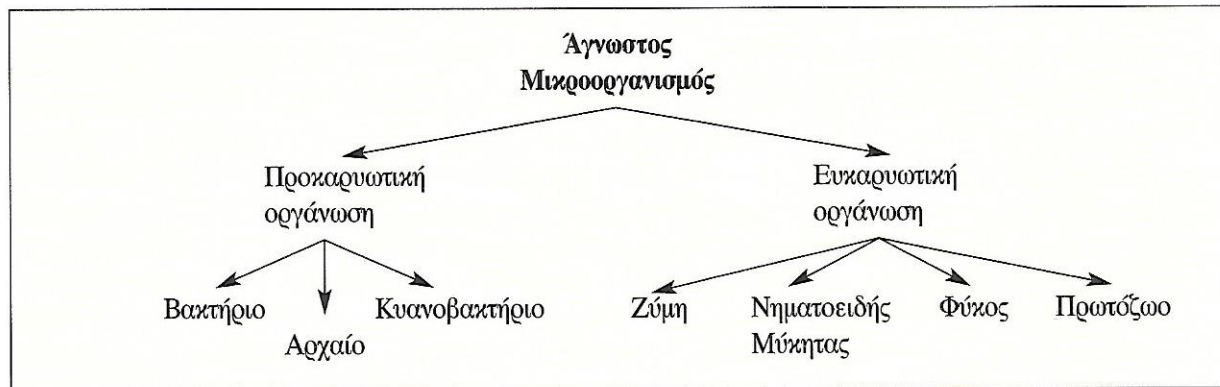 Άγνωστος
Μικροοργανισμός
Προκαρυωτική
οργάνωση
Ευκαρυωτική
οργάνωση
Βακτήριο
Αρχαίο
Κυανοβακτήριο
Ζύμη
Νηματοειδής
Μύκητας
Φύκος
Πρωτόζωο